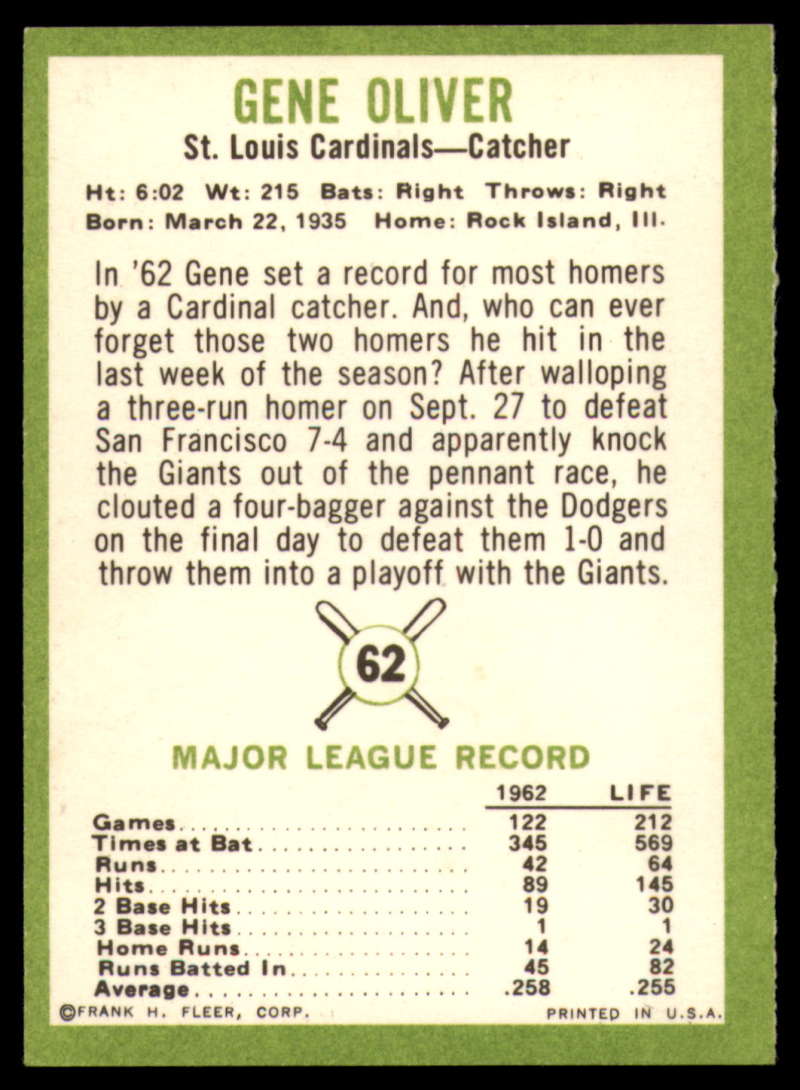 GENE OLIVER
St. Louis Cardinals—Catcher
Ht: 6:02 Wt: 215 Bats: Right Throws: Right
Born: March 22, 1935 Home: Rock Island, Ill.
In '62 Gene set a record for most homers
by a Cardinal catcher. And, who can ever
forget those two homers he hit in the
last week of the season? After walloping
a three-run homer on Sept. 27 to defeat
San Francisco 7-4 and apparently knock
the Giants out of the pennant race, he
clouted a four-bagger against the Dodgers
on the final day to defeat them 1-0 and
throw them into a playoff with the Giants.
62
MAJOR LEAGUE RECORD
1962 LIFE
Games 122 212
Times at Bat 345 569
Runs 42 64
Hits 89 145
2 Base Hits 19 30
3 Base Hits 1 1
Home Runs 14 24
Runs Batted In 45 82
Average .258 .255
©FRANK H. FLEER, CORP. PRINTED IN U.S.A.